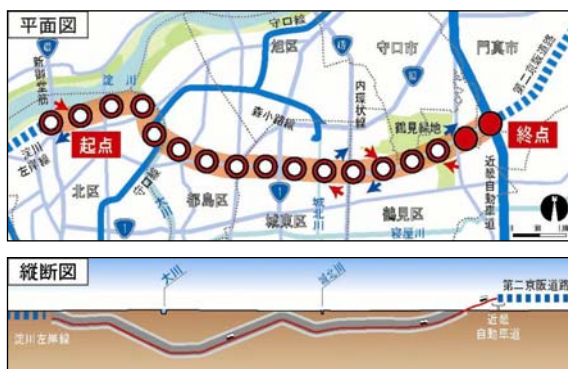 平面図
守口線
旭区
守口市
門真市
第二京阪道路
新御堂筋
淀川
森小路線
内環状線
鶴見緑地
起点
終点
淀川
左岸線
北区
守口線
大川
都島区
城東区
城北川
鶴見区
寝屋川
近畿自動車道
1
1
縦断図
大川
城北川
第二京阪道路
淀川左岸線
近畿
自動車道